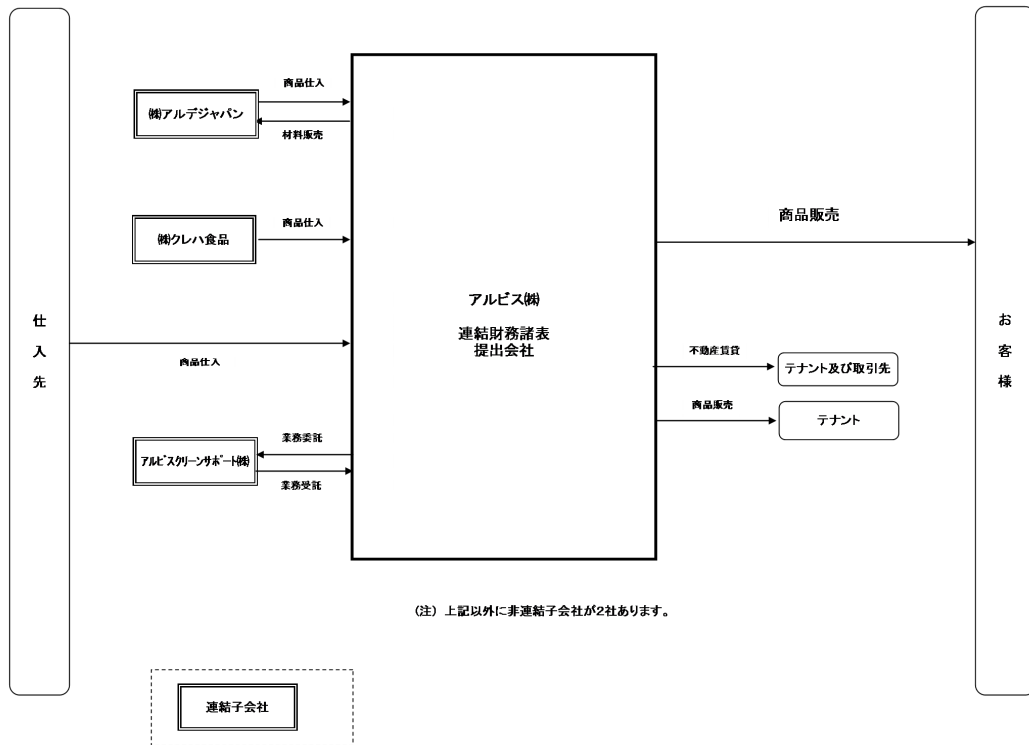 仕入先
商品仕入
㈱アルデジャパン
材料販売
商品仕入
㈱クレハ食品
商品仕入
業務委託
アルビスクリーンサポート㈱
業務受託
アルビス㈱
連結財務諸表
提出会社
商品販売
不動産賃貸
テナント及び取引先
商品販売
テナント
お客様
(注) 上記以外に非連結子会社が2社あります。
連結子会社